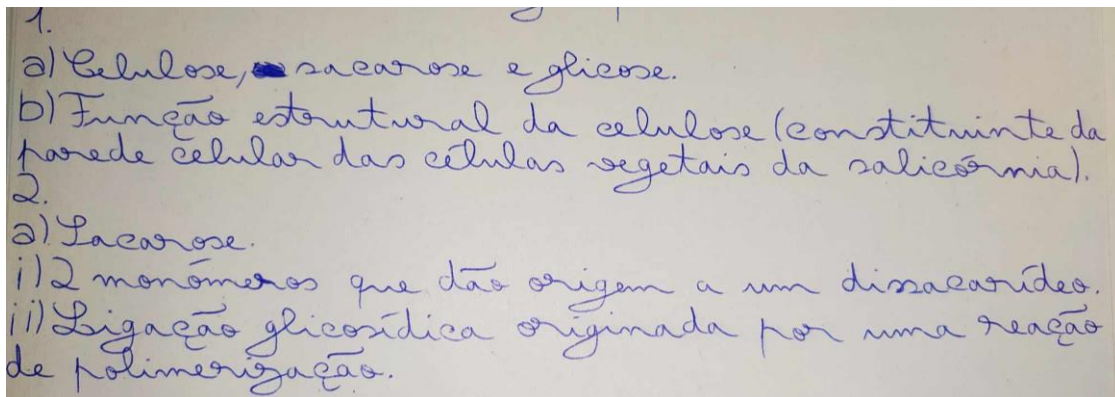 1.
a) Celulose, sacarose e glicose.
b) Função estrutural da celulose (constituinte da
parede celular das células vegetais da salicórnia).
2.
a) Sacarose.
i) 2 monómeros que dão origem a um dissacarídeo.
ii) Ligação glicosídica originada por uma reação
de polimerização.